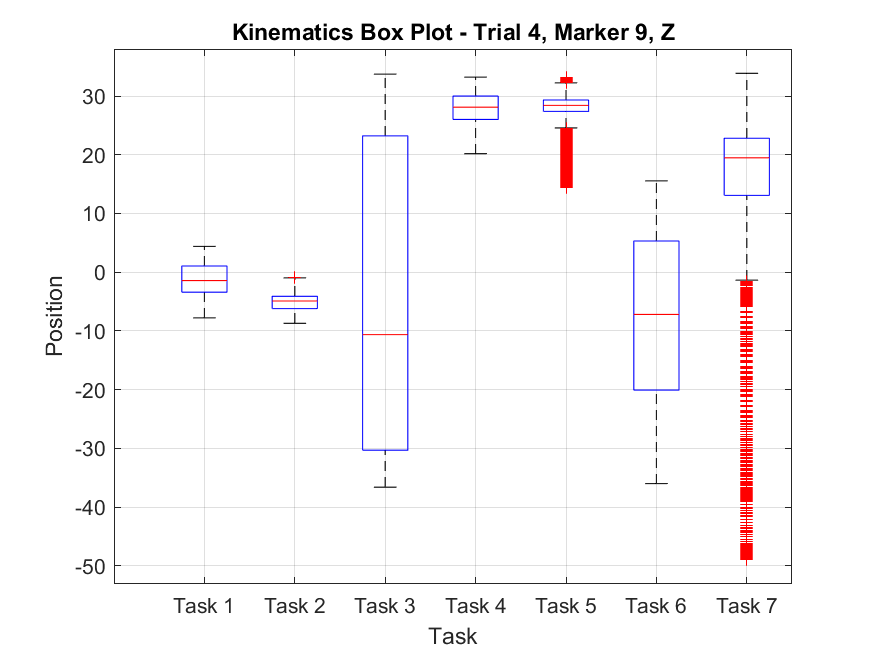 Kinematics Box Plot - Trial 4, Marker 9, Z
30
20
10
0
-10
-20
-30
-40
-50
Position
Task 1 Task 2 Task 3 Task 4 Task 5 Task 6 Task 7
Task